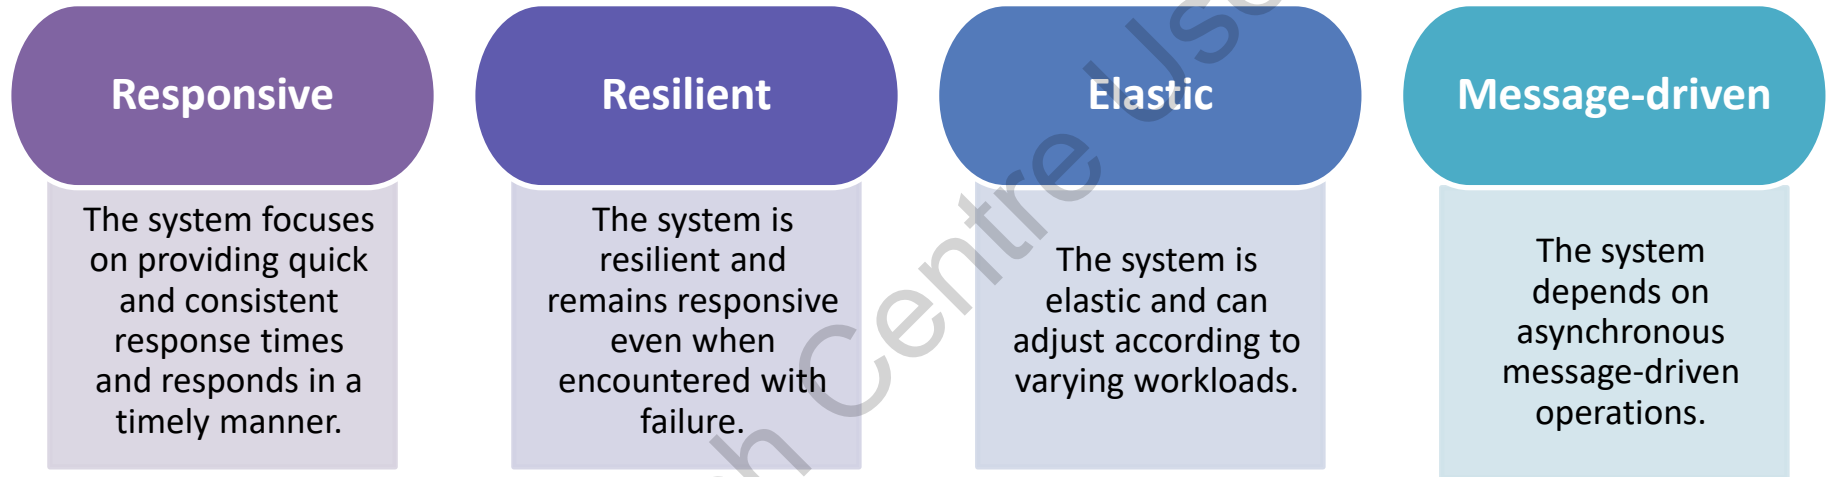 Responsive
The system focuses
on providing quick
and consistent
response times
and responds in a
timely manner.
Resilient
The system is
resilient and
remains responsive
even when
encountered with
failure.
Elastic
The system is
elastic and can
adjust according to
varying workloads.
Message-driven
The system
depends on
asynchronous
message-driven
operations.
Centre Use